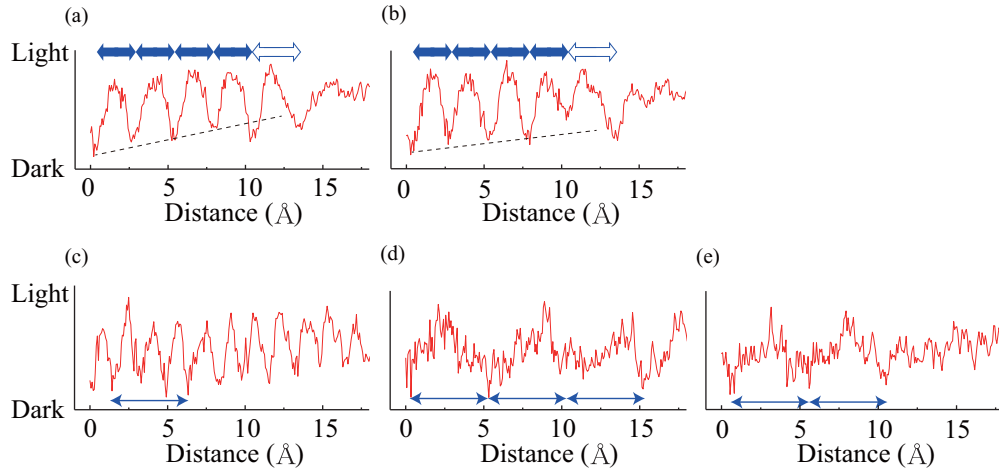 (a)
(b)
Light
Dark
0 5 10 15
0 5 10 15
Distance (Å)
Distance (Å)
(c)
(d)
(e)
Light
Dark
0 5 10 15
0 5 10 15
0 5 10 15
Distance (Å)
Distance (Å)
Distance (Å)